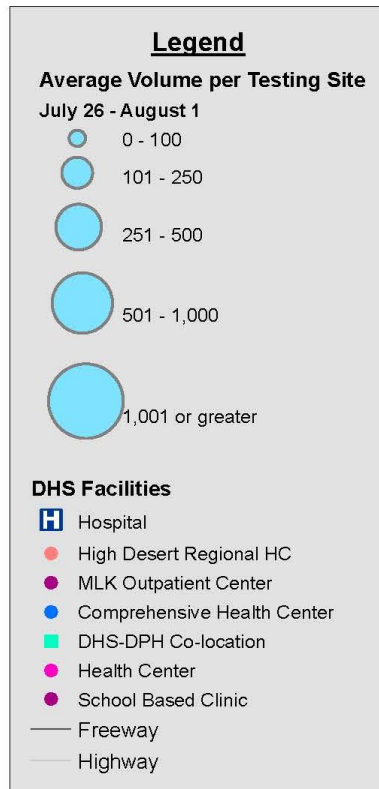 Legend
Average Volume per Testing Site
July 26 - August 1
0 - 100
101 - 250
251 - 500
501 - 1,000
1,001 or greater
DHS Facilities
H Hospital
High Desert Regional HC
MLK Outpatient Center
Comprehensive Health Center
DHS-DPH Co-location
Health Center
School Based Clinic
Freeway
Highway